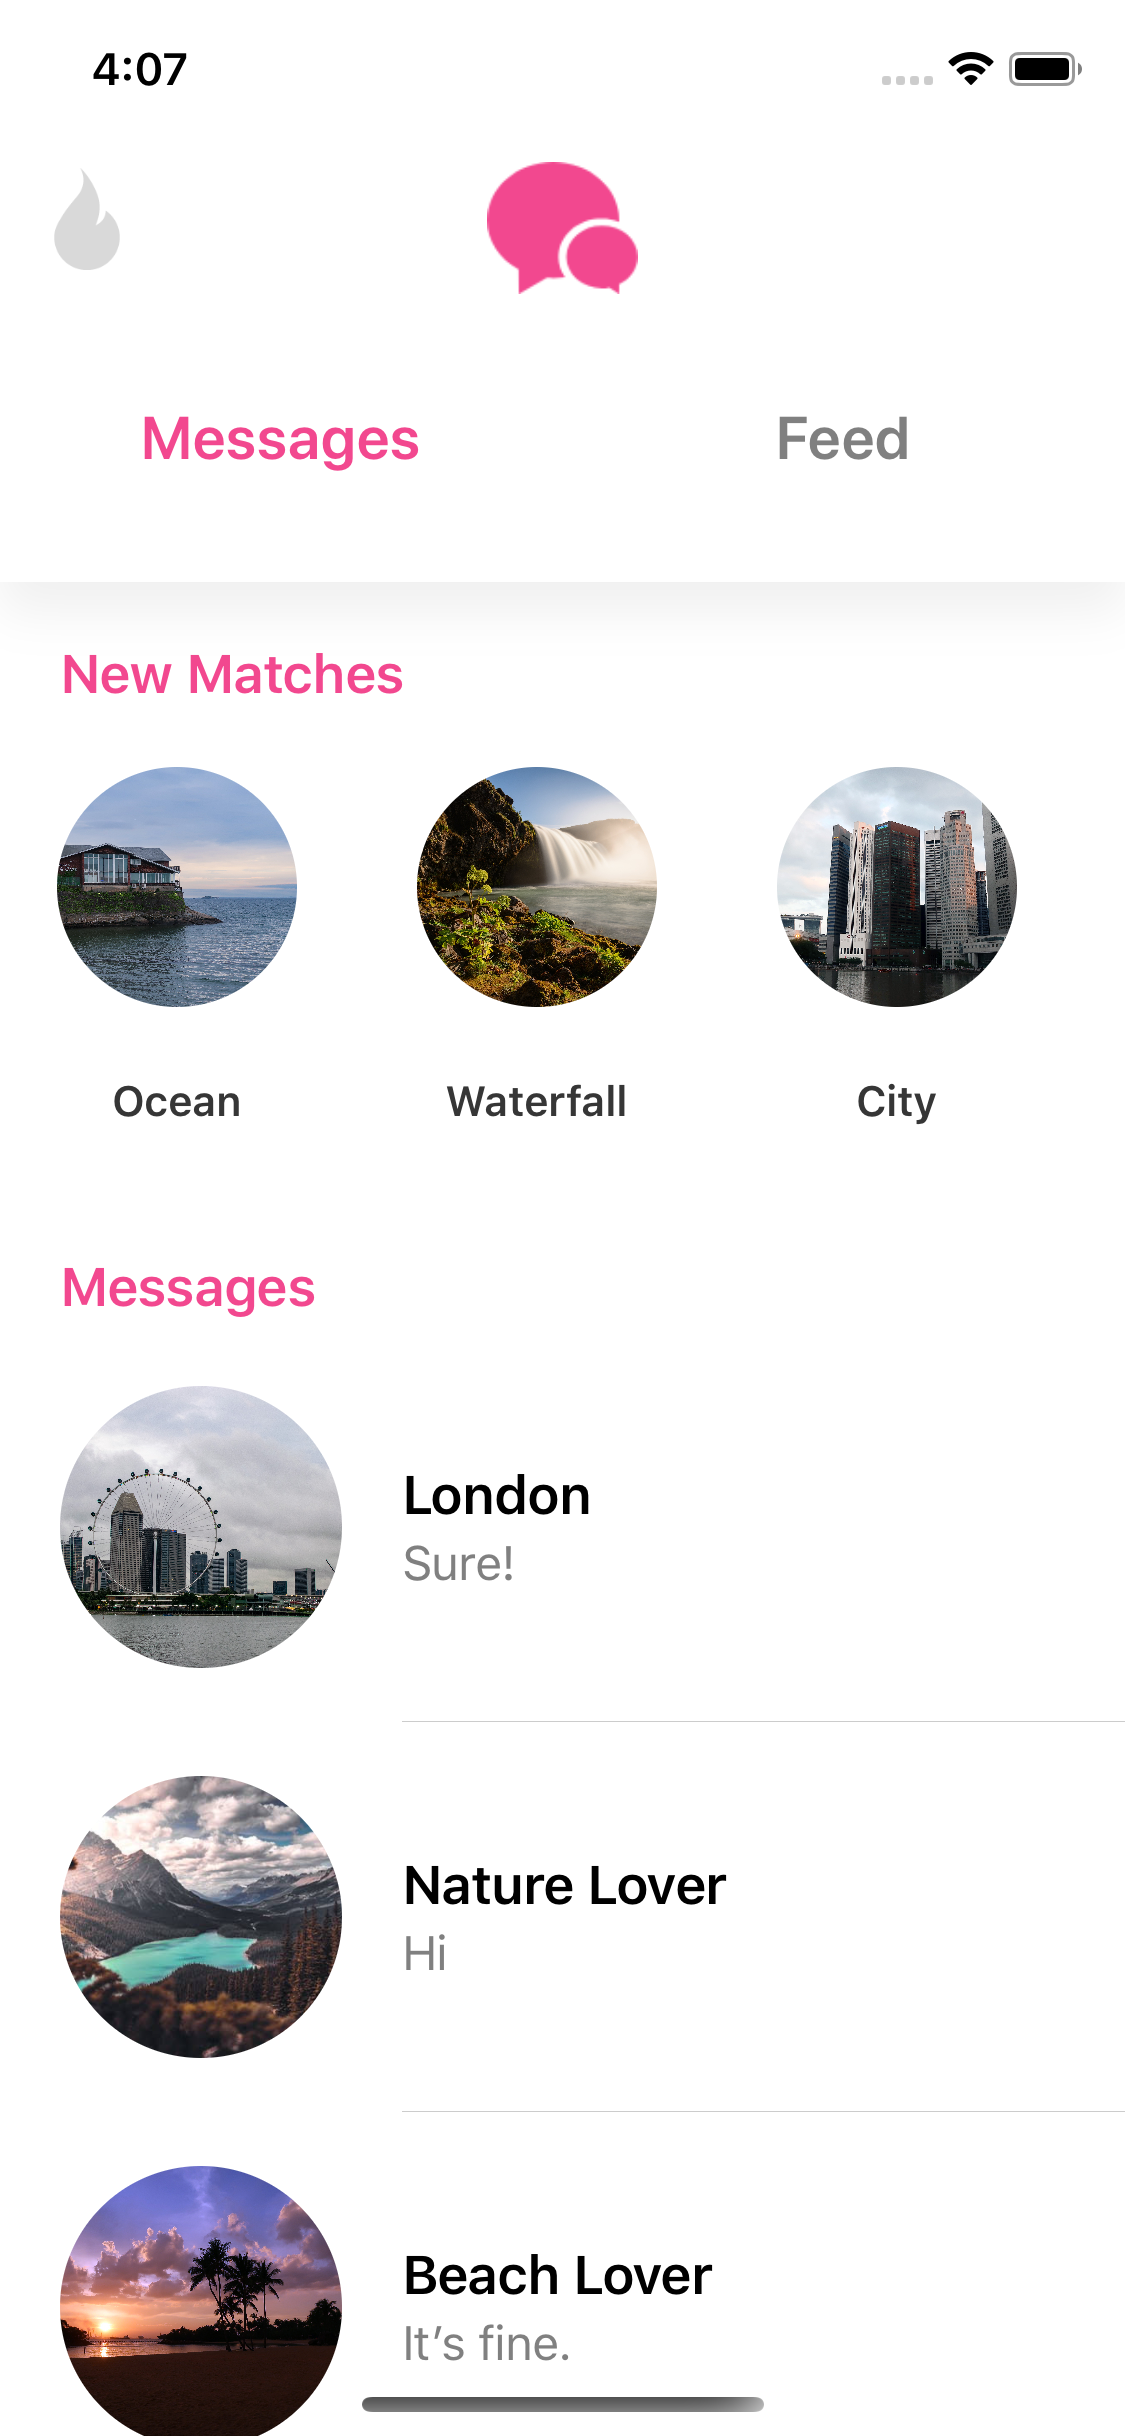 4:07
Messages
Feed
New Matches
Ocean
Waterfall
City
Messages
London
Sure!
Nature Lover
Hi
Beach Lover
It’s fine.